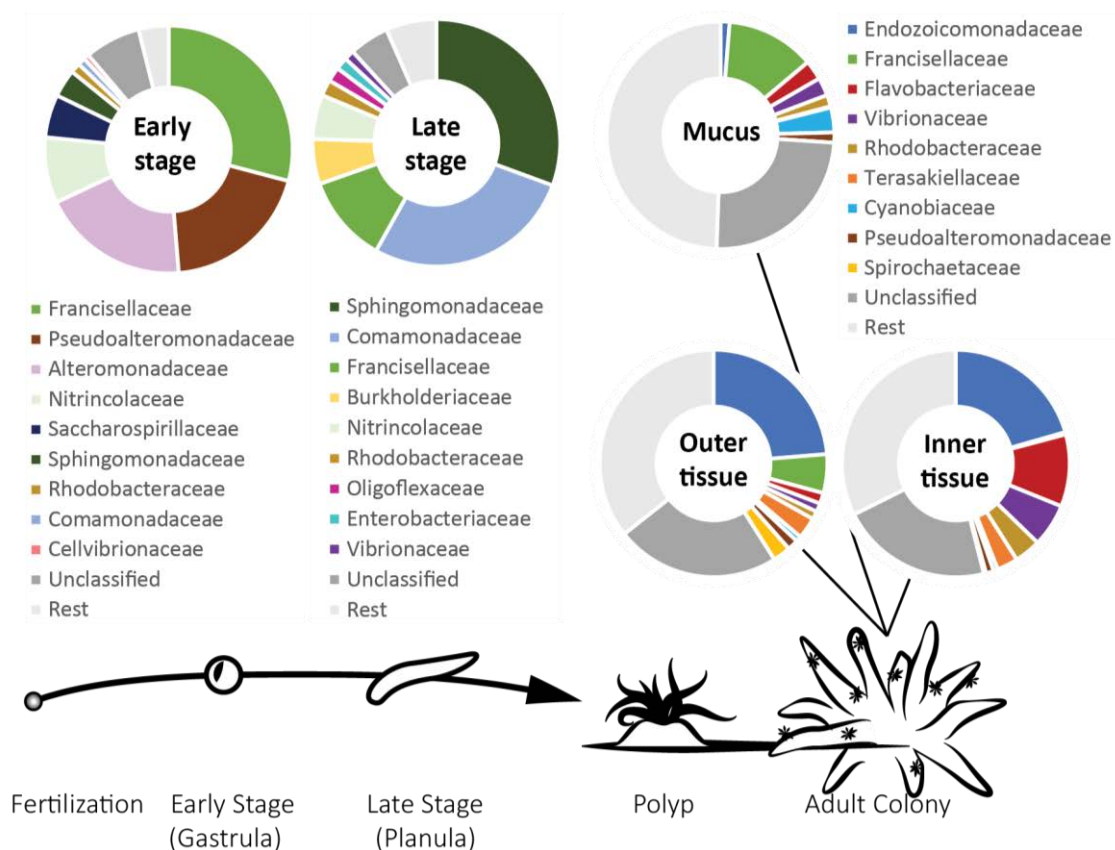 Early
stage
Late
stage
Mucus
Endozoicomonadaceae
Francisellaceae
Flavobacteriaceae
Vibrionaceae
Rhodobacteraceae
Terasakiellaceae
Cyanobiaceae
Pseudoalteromonadaceae
Spirochaetaceae
Unclassified
Rest
Francisellaceae
Pseudoalteromonadaceae
Alteromonadaceae
Nitrincolaceae
Saccharospirillaceae
Sphingomonadaceae
Rhodobacteraceae
Comamonadaceae
Cellvibrionaceae
Unclassified
Rest
Sphingomonadaceae
Comamonadaceae
Francisellaceae
Burkholderiaceae
Nitrincolaceae
Rhodobacteraceae
Oligoflexaceae
Enterobacteriaceae
Vibrionaceae
Unclassified
Rest
Outer
tissue
Inner
tissue
Fertilization
Early Stage
(Gastrula)
Late Stage
(Planula)
Polyp
Adult Colony